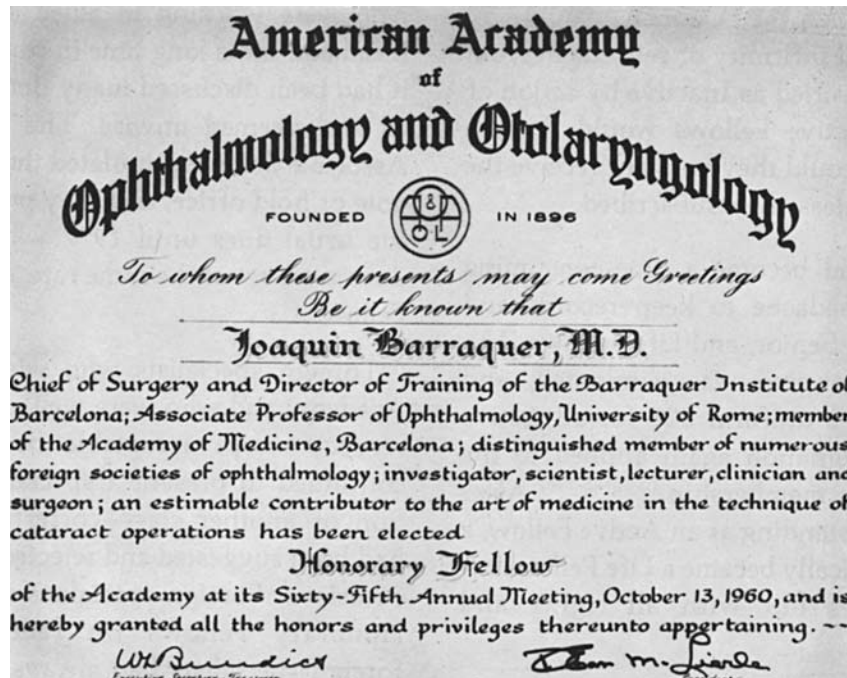 American Academy
of
Ophthalmology and Otolaryngology
FOUNDED IN 1896
To whom these presents may come Greetings
Be it known that
Joaquin Barraquer, M.D.
Chief of Surgery and Director of Training of the Barraquer Institute of
Barcelona; Associate Professor of Ophthalmology, University of Rome; member
of the Academy of Medicine, Barcelona; distinguished member of numerous
foreign societies of ophthalmology; investigator, scientist, lecturer, clinician and
surgeon; an estimable contributor to the art of medicine in the technique of
cataract operations has been elected
Honorary Fellow
of the Academy at its Sixty-Fifth Annual Meeting, October 13, 1960, and is
hereby granted all the honors and privileges thereunto appertaining. --